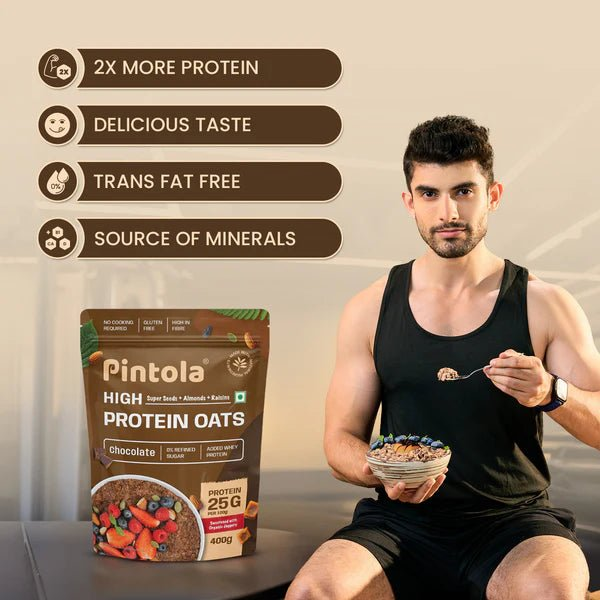 2X
2X MORE PROTEIN
DELICIOUS TASTE
0%
TRANS FAT FREE
SOURCE OF MINERALS
NO COOKING REQUIRED
GLUTEN FREE
HIGH IN FIBRE
Pintola®
HIGH
Super Seeds + Almonds + Raisins
PROTEIN OATS
Chocolate
0% REFINED SUGAR
ADDED WHEY PROTEIN
PROTEIN
25G
PER 100g
Sweetened with
Organic Jaggery
400g